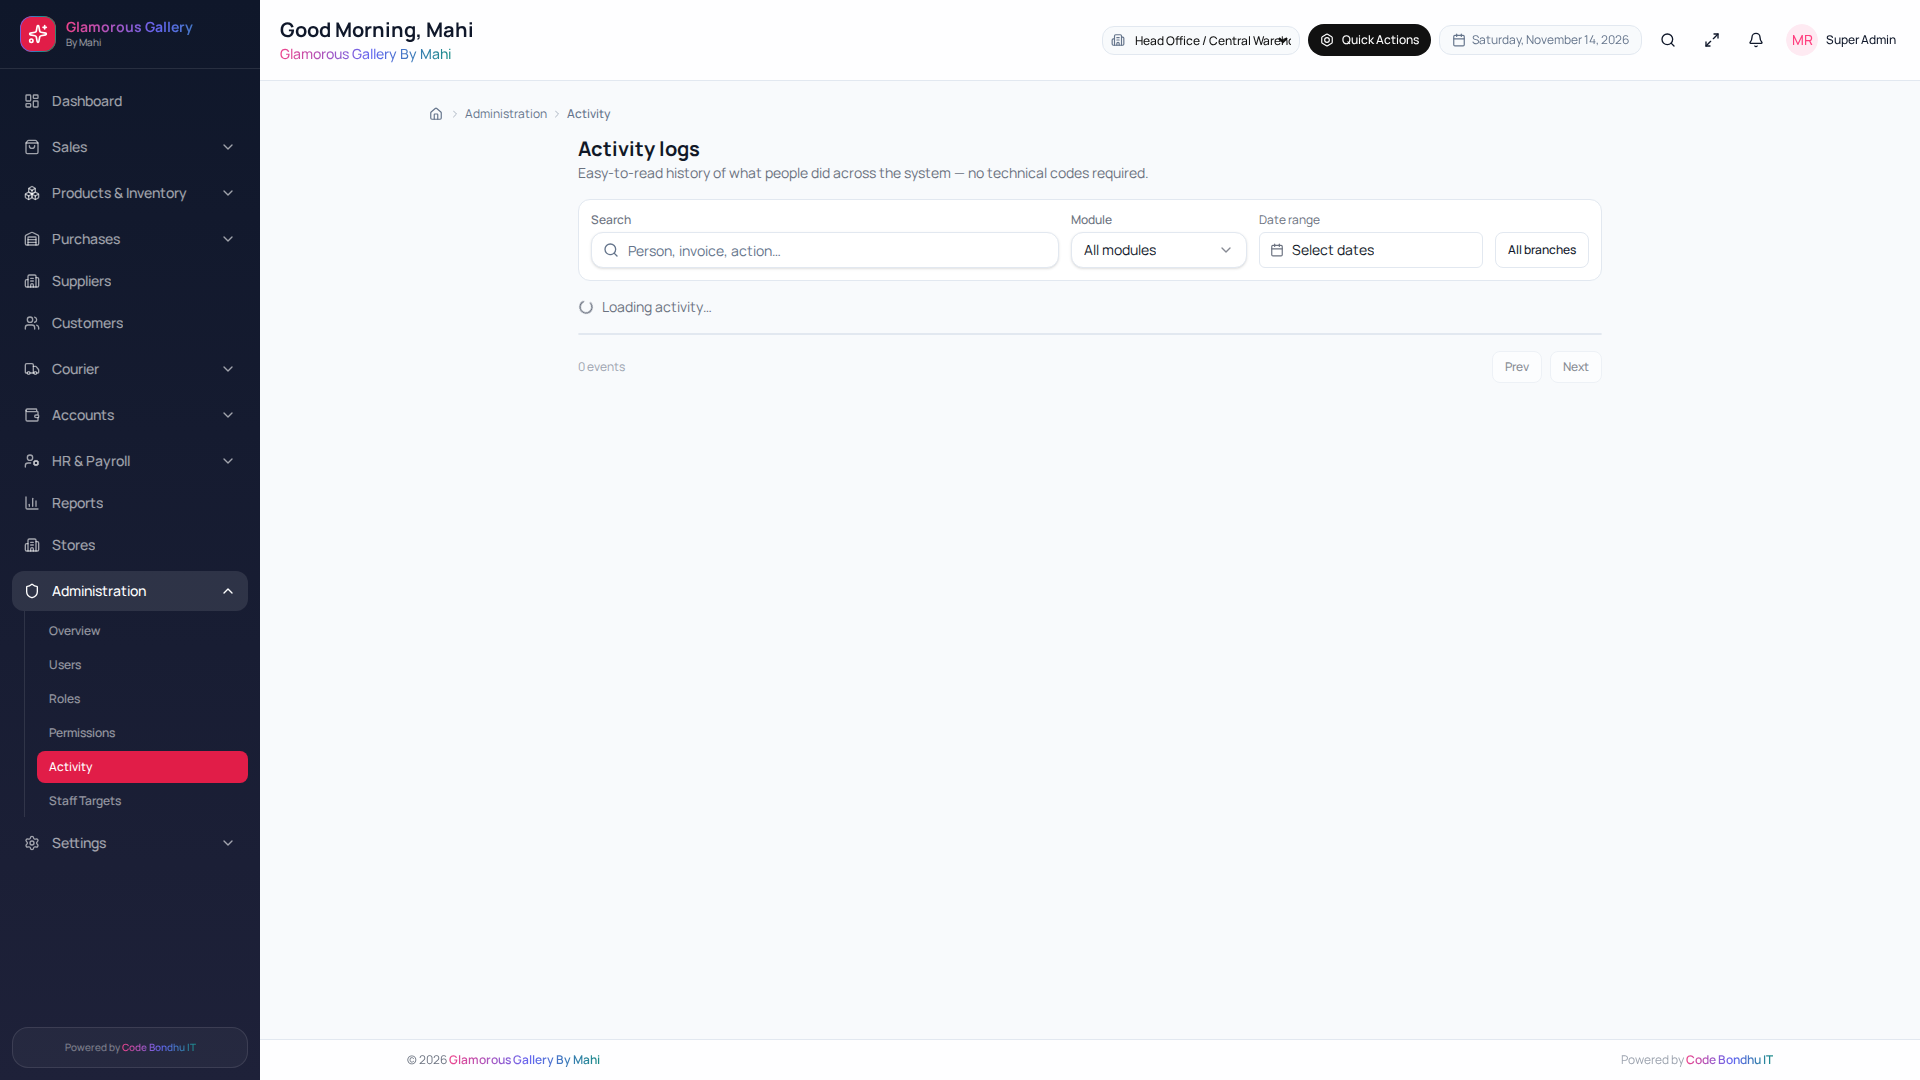 Glamorous Gallery
By Mahi
Dashboard
Sales
Products & Inventory
Purchases
Suppliers
Customers
Courier
Accounts
HR & Payroll
Reports
Stores
Administration
Overview
Users
Roles
Permissions
Activity
Staff Targets
Settings
Powered by Code Bondhu IT
Good Morning, Mahi
Glamorous Gallery By Mahi
Head Office / Central
Quick Actions
Saturday, November 14, 2026
MR
Super Admin
Administration
Activity
Activity logs
Easy-to-read history of what people did across the system — no technical codes required.
Search
Person, invoice, action…
Module
All modules
Date range
Select dates
All branches
Loading activity…
0 events
Prev
Next
© 2026 Glamorous Gallery By Mahi
Powered by Code Bondhu IT